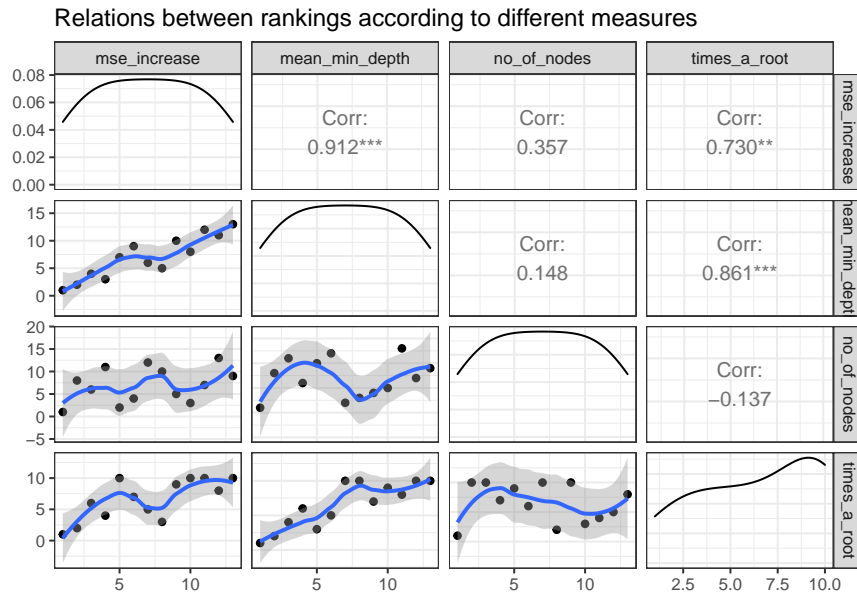 Relations between rankings according to different measures
mse_increase mean_min_depth no_of_nodes times_a_root
0.08
0.06
0.04
0.02
0.00
Corr:
0.912***
Corr:
0.357
Corr:
0.730**
mse_increase
15
10
5
0
Corr:
0.148
Corr:
0.861***
mean_min_dept
20
15
10
5
0
−5
Corr:
−0.137
no_of_nodes
10
5
0
times_a_root
5 10 5 10 5 10 2.5 5.0 7.5 10.0